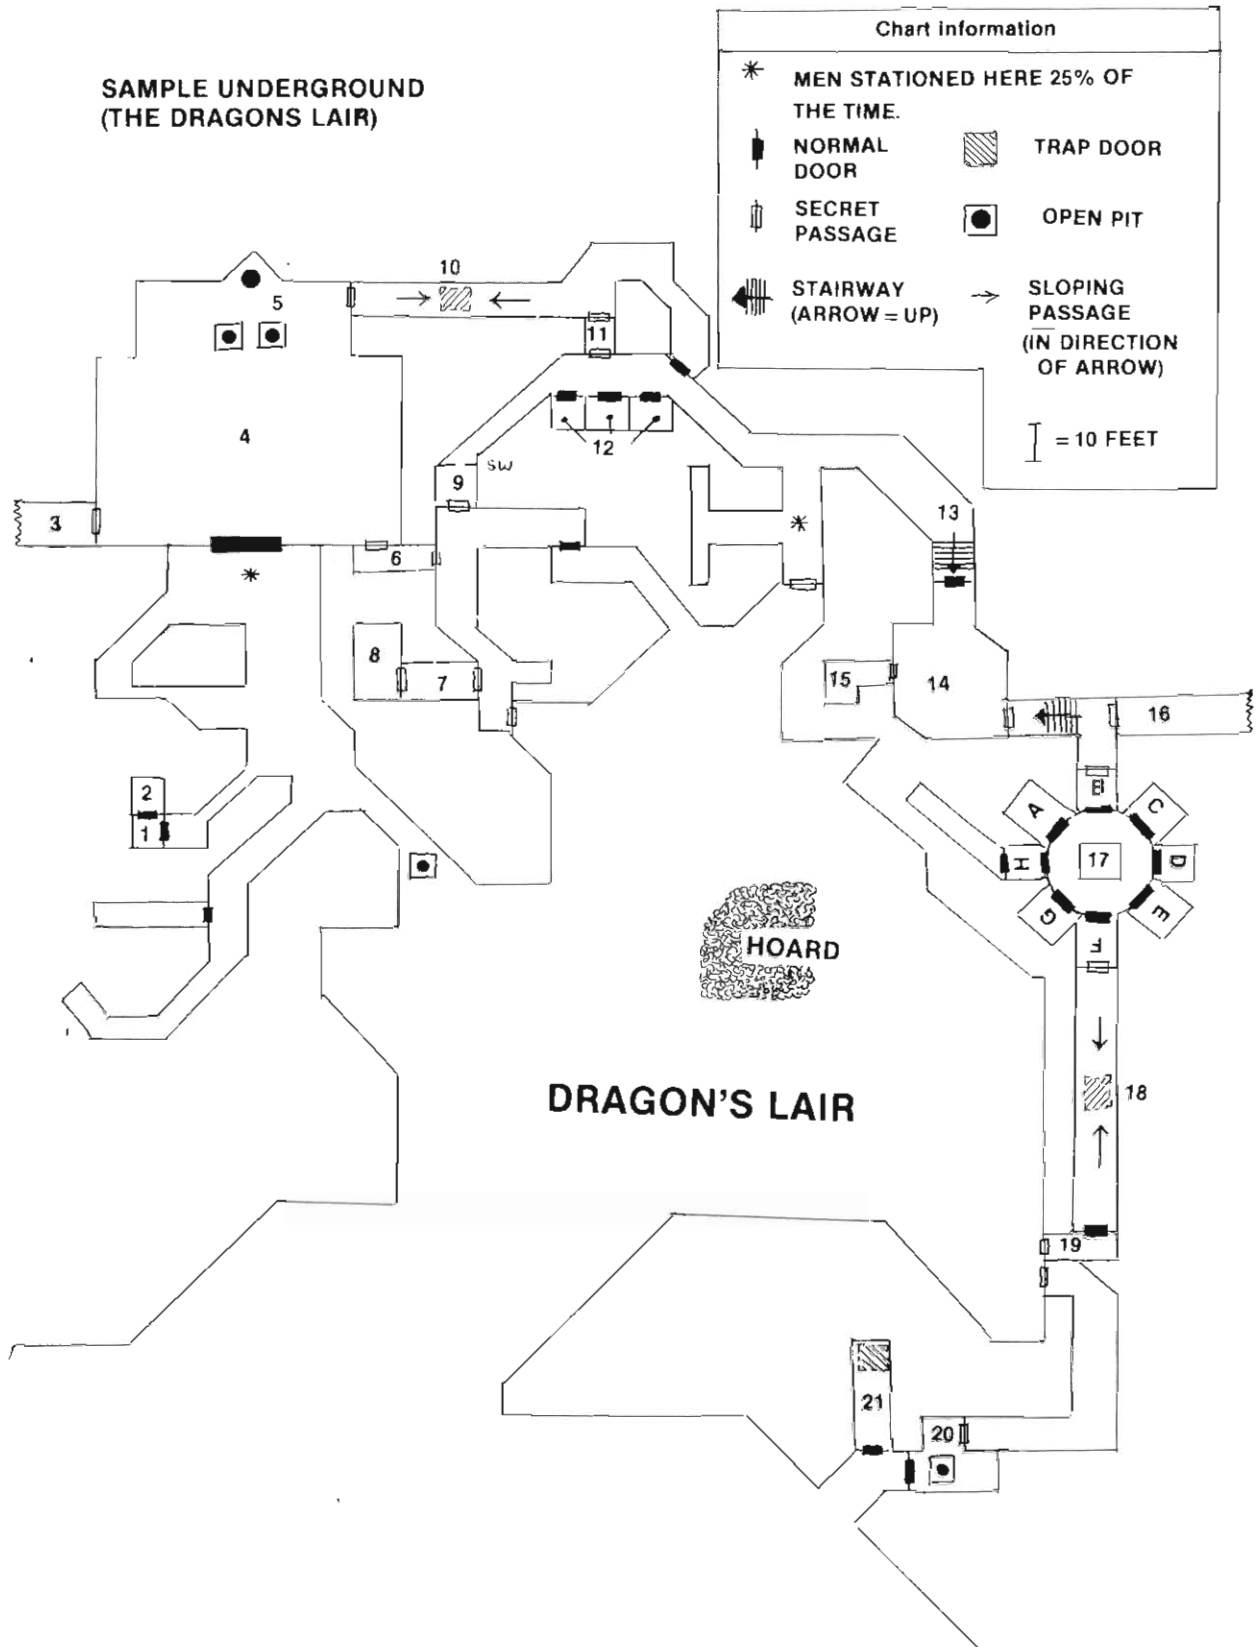 SAMPLE UNDERGROUND
(THE DRAGONS LAIR)
Chart information
MEN STATIONED HERE 25% OF
THE TIME.
NORMAL
DOOR
TRAP DOOR
SECRET
PASSAGE
OPEN PIT
STAIRWAY
(ARROW = UP)
SLOPING
PASSAGE
(IN DIRECTION
OF ARROW)
= 10 FEET
10
5
11
4
12
SW
9
3
13
6
8
7
15
14
16
2
1
B
A
C
H
17
D
G
E
F
HOARD
DRAGON'S LAIR
18
19
21
20